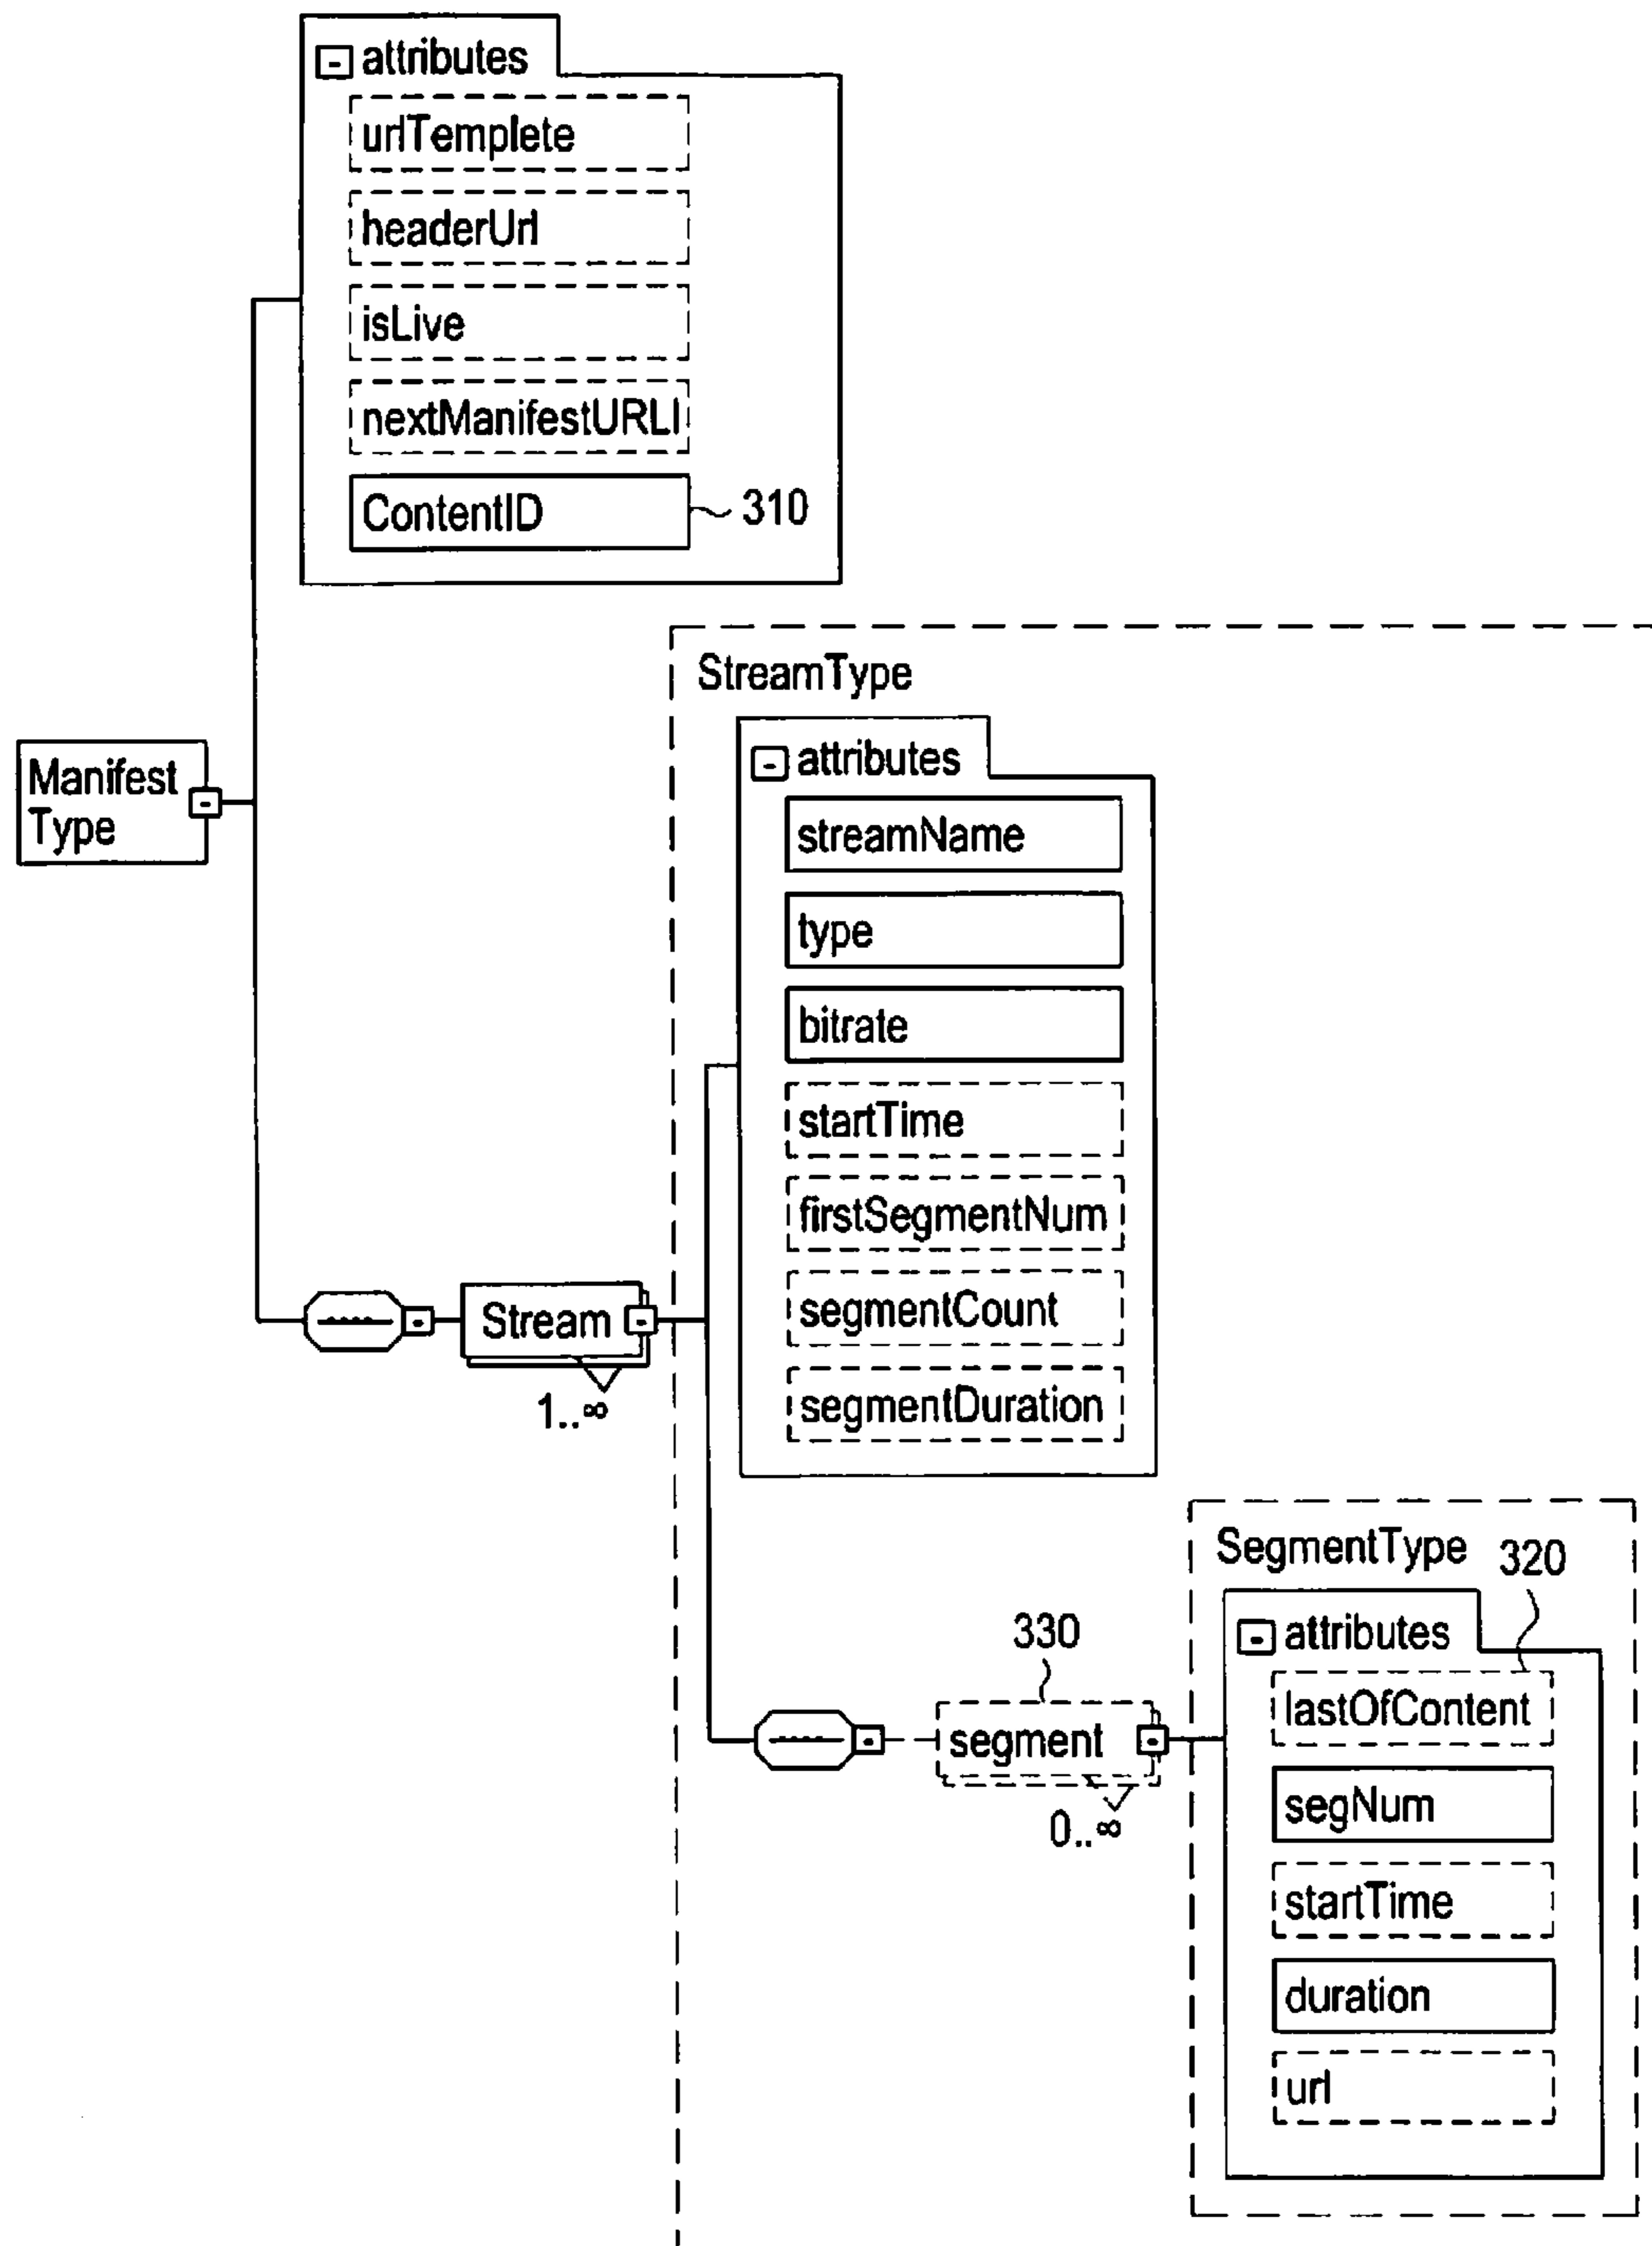 attributes
urlTemplete
headerUrl
isLive
nextManifestURLI
ContentID
310
StreamType
attributes
streamName
type
bitrate
startTime
firstSegmentNum
segmentCount
segmentDuration
Manifest
Type
Stream
1..∞
SegmentType
320
attributes
lastOfContent
segNum
startTime
duration
url
330
segment
0..∞